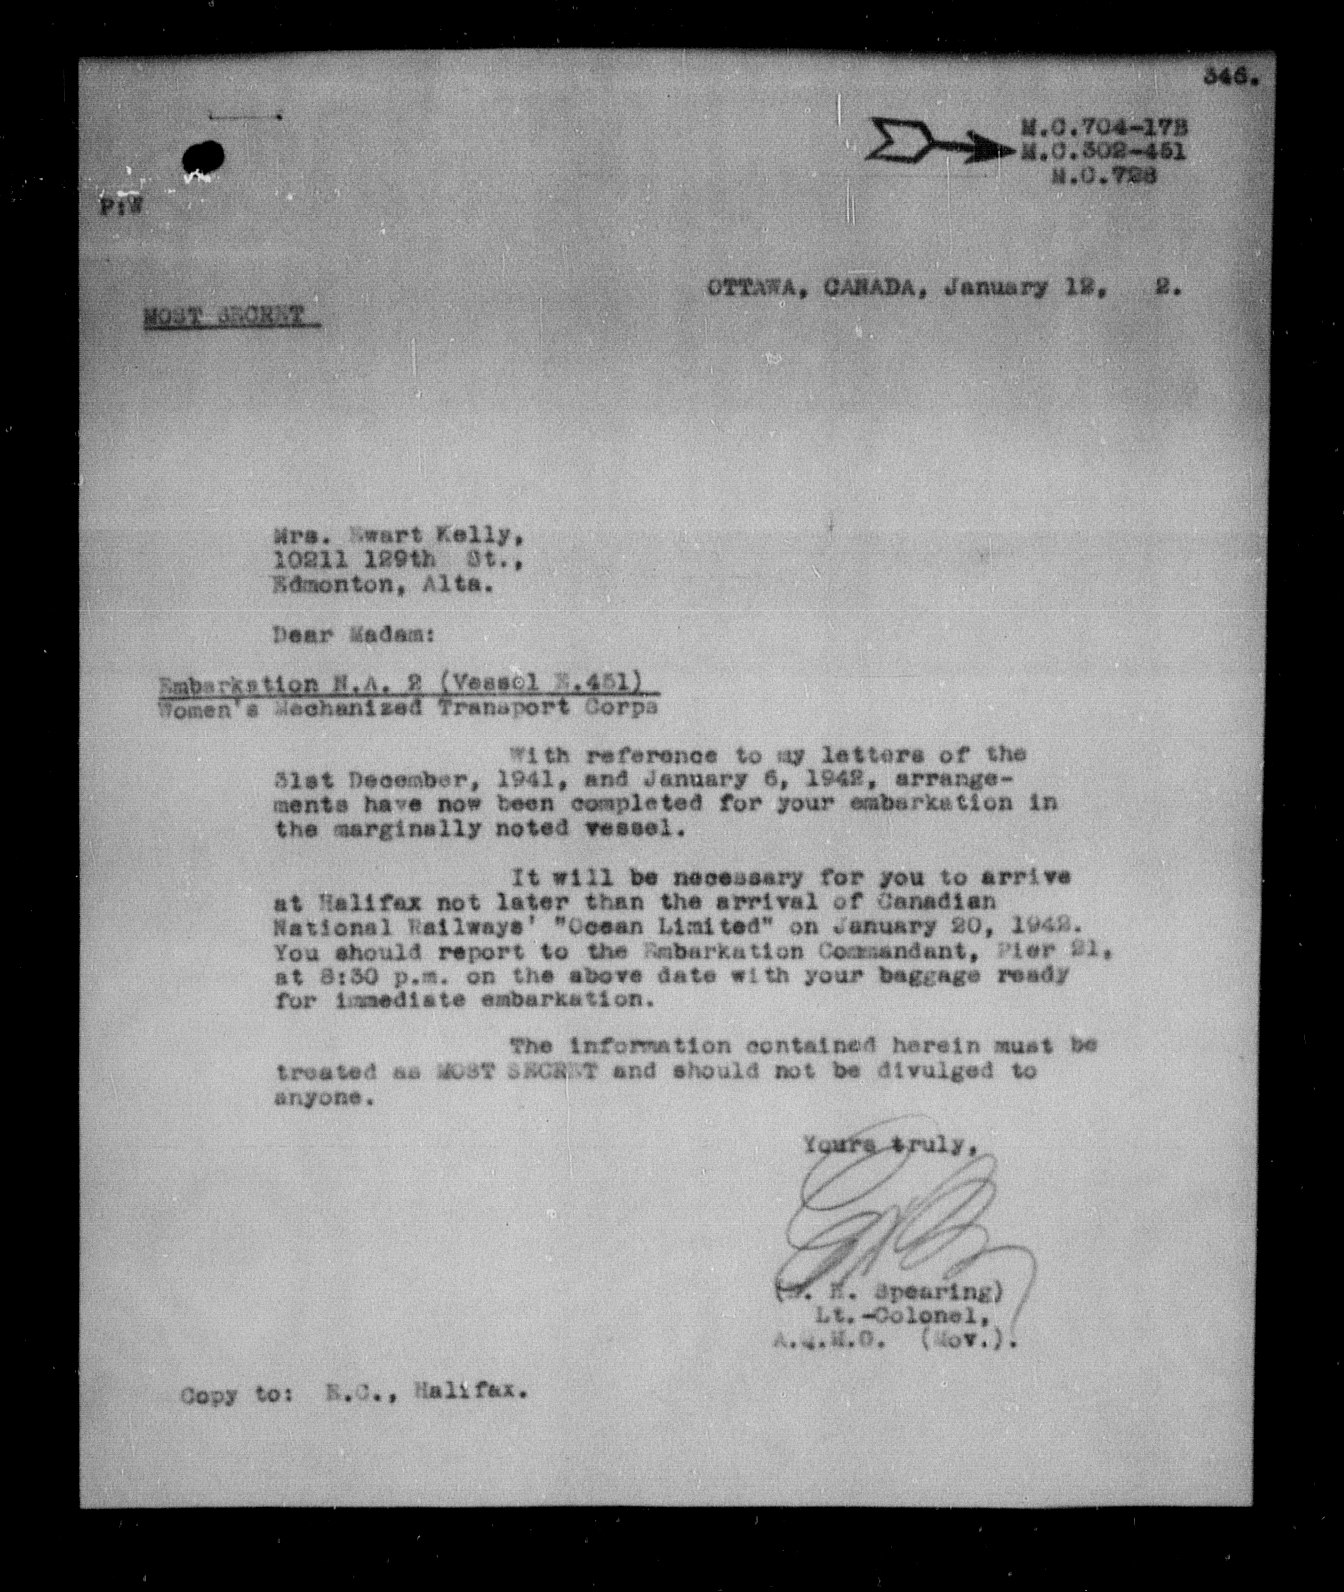 346.
M.C.704-17B
M.C.302-451
M.C.728
P:W
OTTAWA, CANADA, January 12, 2.
MOST SECRET
Mrs. Ewart Kelly,
10211 129th St.,
Edmonton, Alta.
Dear Madam:
Embarkation N.A. 2 (Vessel E.451)
Women's Mechanized Transport Corps
With reference to my letters of the
31st December, 1941, and January 6, 1942, arrange-
ments have now been completed for your embarkation in
the marginally noted vessel.
It will be necessary for you to arrive
at Halifax not later than the arrival of Canadian
National Railways' "Ocean Limited" on January 20, 1942.
You should report to the Embarkation Commandant, Pier 21,
at 8:30 p.m. on the above date with your baggage ready
for immediate embarkation.
The information contained herein must be
treated as MOST SECRET and should not be divulged to
anyone.
Yours truly,
Spearing)
Lt.-Colonel,
A.Q.M.G. (Mov.).
Copy to: E.C., Halifax.